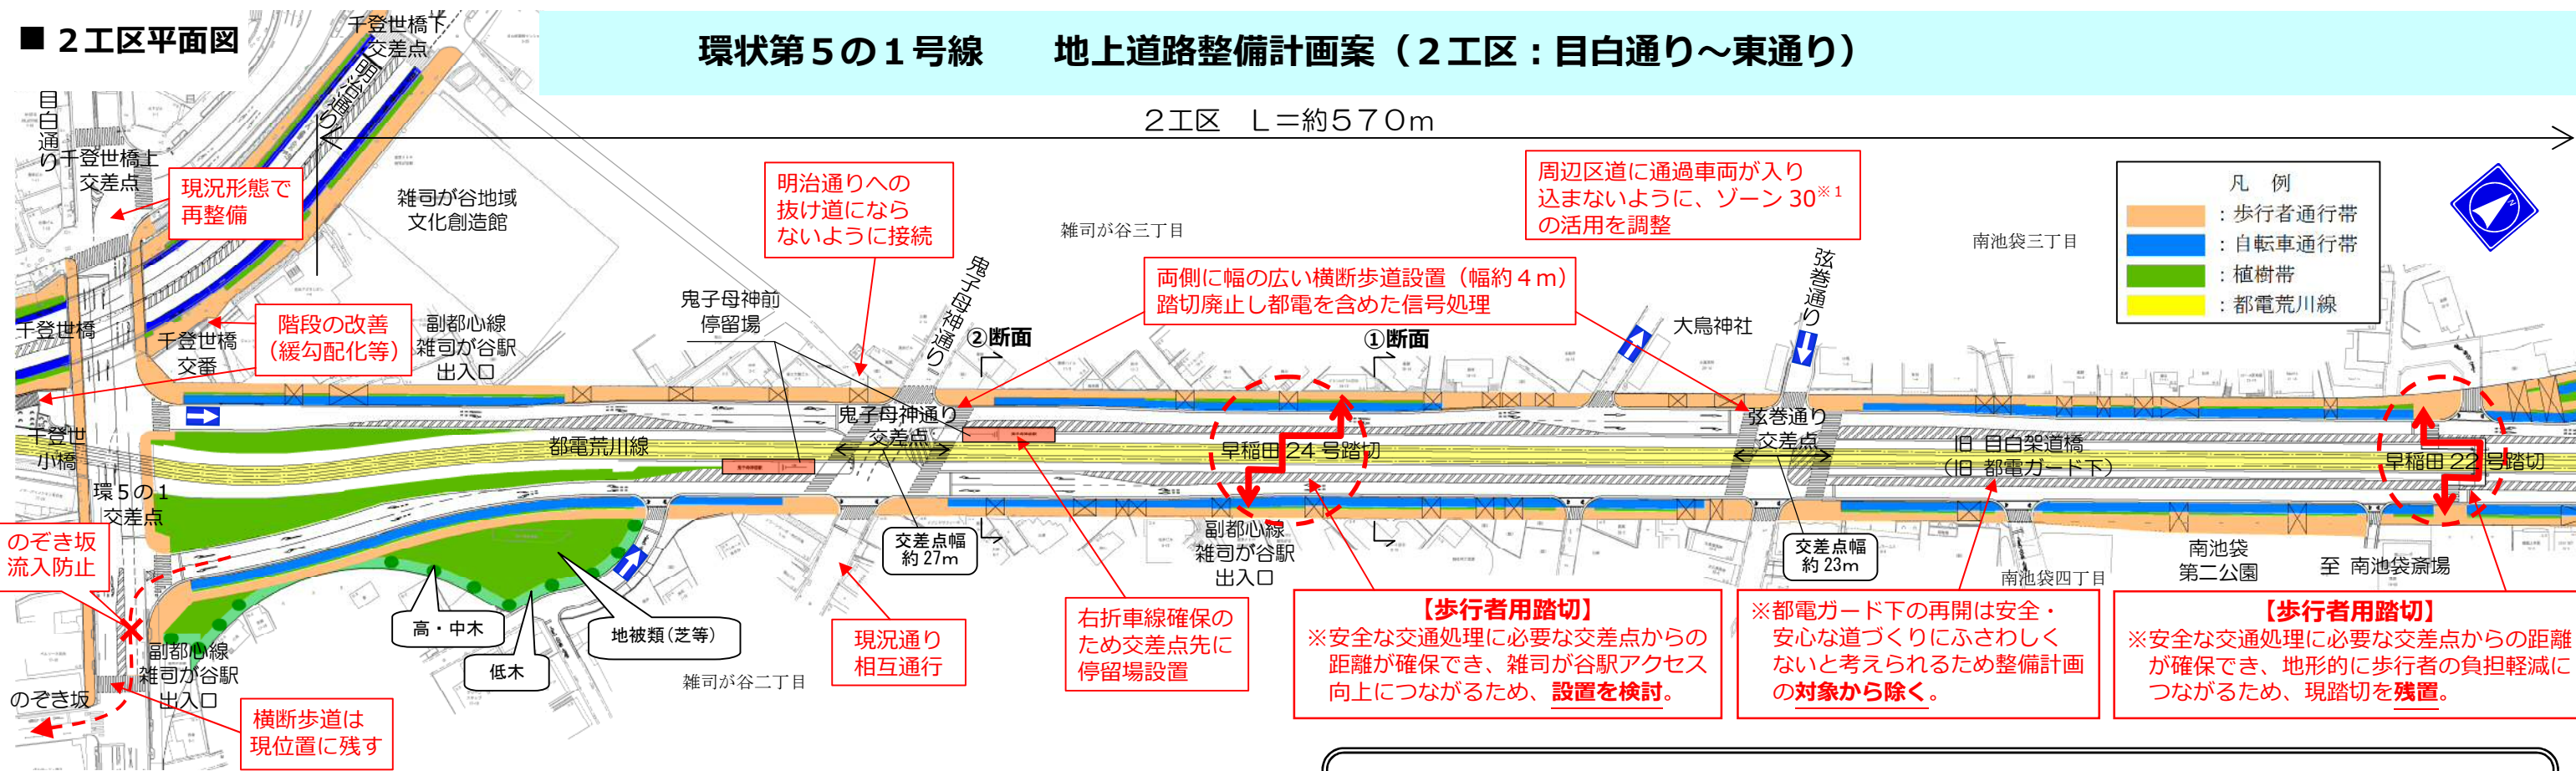 ■ 2工区平面図
環状第5の1号線　　地上道路整備計画案（2工区：目白通り～東通り）
2工区　L＝約570m
千登世橋下
交差点
明治通り
目白通り
千登世橋上
交差点
現況形態で
再整備
雑司が谷地域
文化創造館
明治通りへの
抜け道になら
ないように接続
雑司が谷三丁目
周辺区道に通過車両が入り
込まないように、ゾーン30※1
の活用を調整
南池袋三丁目
凡　例
：歩行者通行帯
：自転車通行帯
：植樹帯
：都電荒川線
N
千登世橋
階段の改善
（緩勾配化等）
千登世橋
交番
副都心線
雑司が谷駅
出入口
鬼子母神前
停留場
鬼子母神通り
②断面
両側に幅の広い横断歩道設置（幅約4m）
踏切廃止し都電を含めた信号処理
①断面
大鳥神社
弦巻通り
千登世
小橋
都電荒川線
鬼子母神通り
交差点
早稲田24号踏切
弦巻通り
交差点
旧 目白架道橋
（旧 都電ガード下）
早稲田22号踏切
環5の1
交差点
のぞき坂
流入防止
交差点幅
約27m
副都心線
雑司が谷駅
出入口
交差点幅
約23m
南池袋四丁目
南池袋
第二公園
至 南池袋斎場
高・中木
低木
地被類（芝等）
現況通り
相互通行
右折車線確保の
ため交差点先に
停留場設置
【歩行者用踏切】
※安全な交通処理に必要な交差点からの
距離が確保でき、雑司が谷駅アクセス
向上につながるため、設置を検討。
※都電ガード下の再開は安全・
安心な道づくりにふさわしく
ないと考えられるため整備計画
の対象から除く。
【歩行者用踏切】
※安全な交通処理に必要な交差点からの距離
が確保でき、地形的に歩行者の負担軽減に
つながるため、現踏切を残置。
副都心線
雑司が谷駅
出入口
のぞき坂
横断歩道は
現位置に残す
雑司が谷二丁目